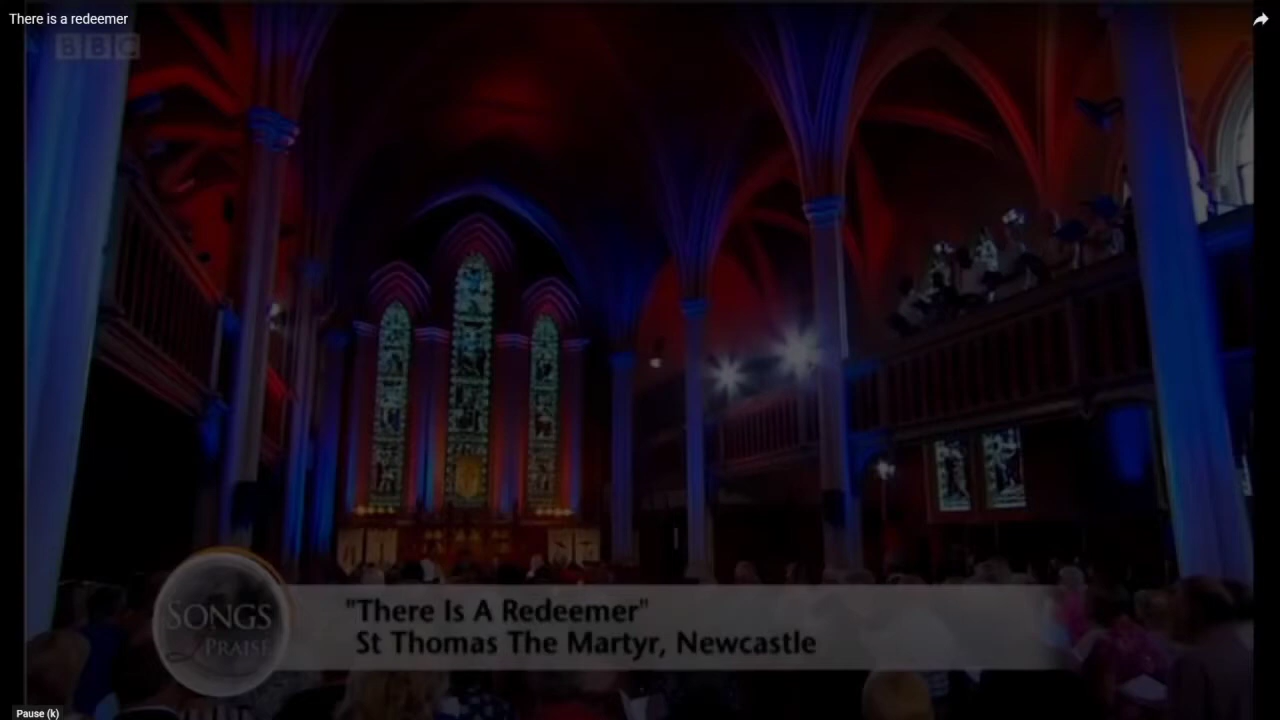 There is a redeemer
BBC
"There Is A Redeemer"
SONGS
St Thomas The Martyr, Newcastle
PRAISE
Pause (k)